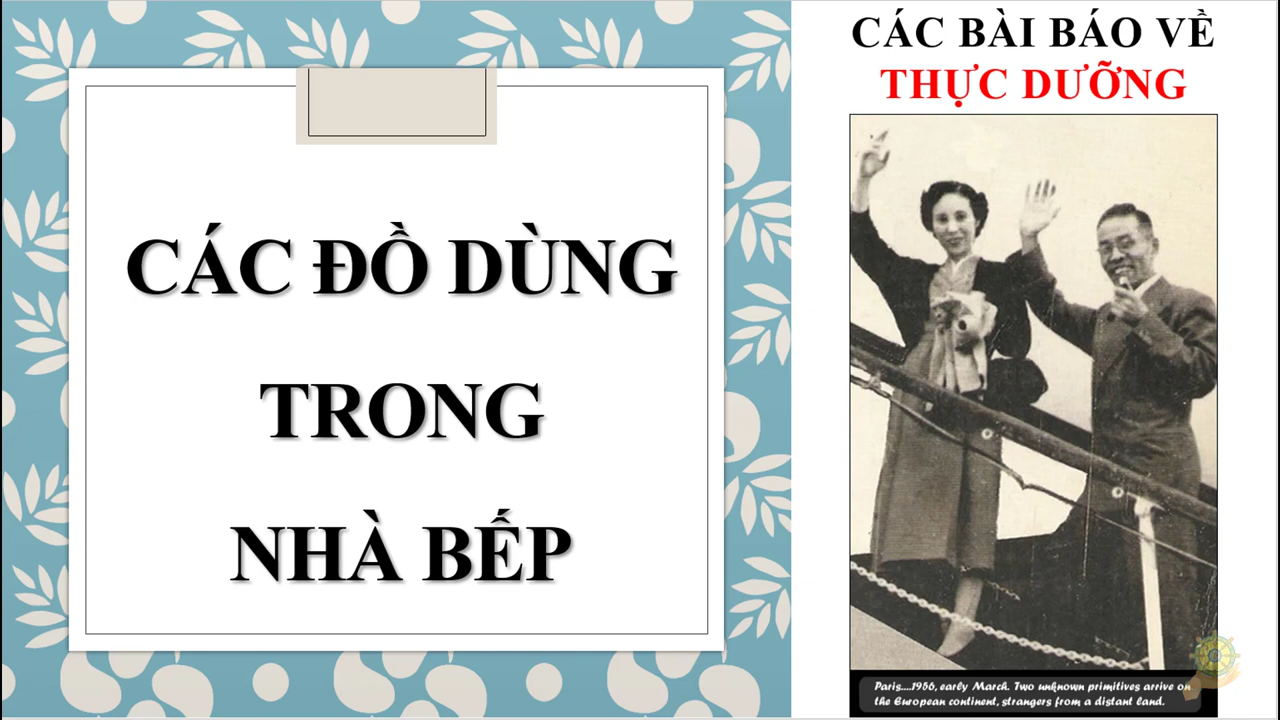 CÁC ĐỒ DÙNG
TRONG
NHÀ BẾP
CÁC BÀI BÁO VỀ
THỰC DƯỠNG
Paris....1956, early March. Two unknown primitives arrive on
the European continent, strangers from a distant land.